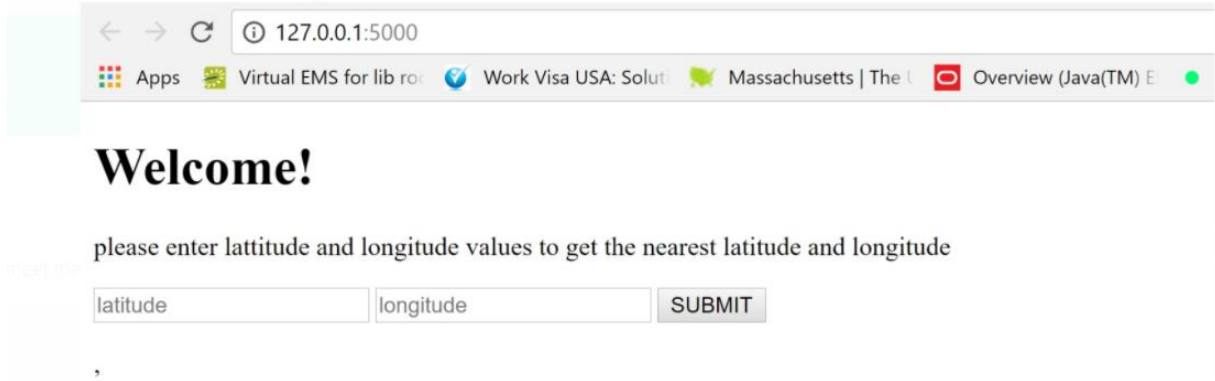 127.0.0.1:5000
Apps Virtual EMS for lib ro Work Visa USA: Soluti Massachusetts | The Overview (Java(TM) E
Welcome!
please enter lattitude and longitude values to get the nearest latitude and longitude
latitude longitude SUBMIT
,